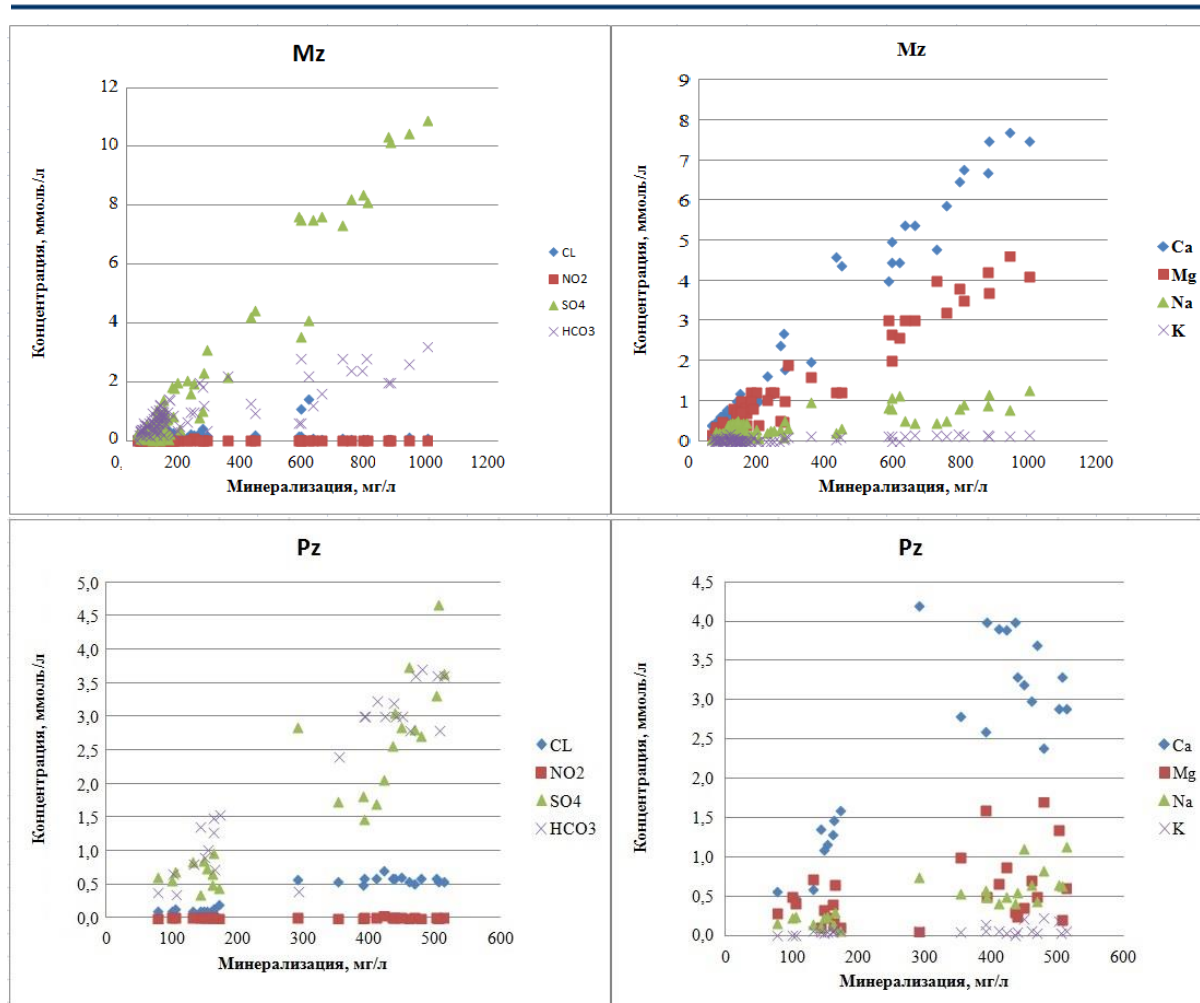 Mz
Концентрация, ммоль/л
12
10
8
6
4
2
0
0,
200
400
600
800
1000
1200
Минерализация, мг/л
CL
NO2
SO4
HCO3
Mz
Концентрация, ммоль/л
9
8
7
6
5
4
3
2
1
0
0
200
400
600
800
1000
1200
Минерализация, мг/л
Ca
Mg
Na
K
Pz
Концентрация, ммоль/л
5,0
4,5
4,0
3,5
3,0
2,5
2,0
1,5
1,0
0,5
0,0
0
100
200
300
400
500
600
Минерализация, мг/л
CL
NO2
SO4
HCO3
Pz
Концентрация, ммоль/л
4,5
4,0
3,5
3,0
2,5
2,0
1,5
1,0
0,5
0,0
0
100
200
300
400
500
600
Минерализация, мг/л
Ca
Mg
Na
K